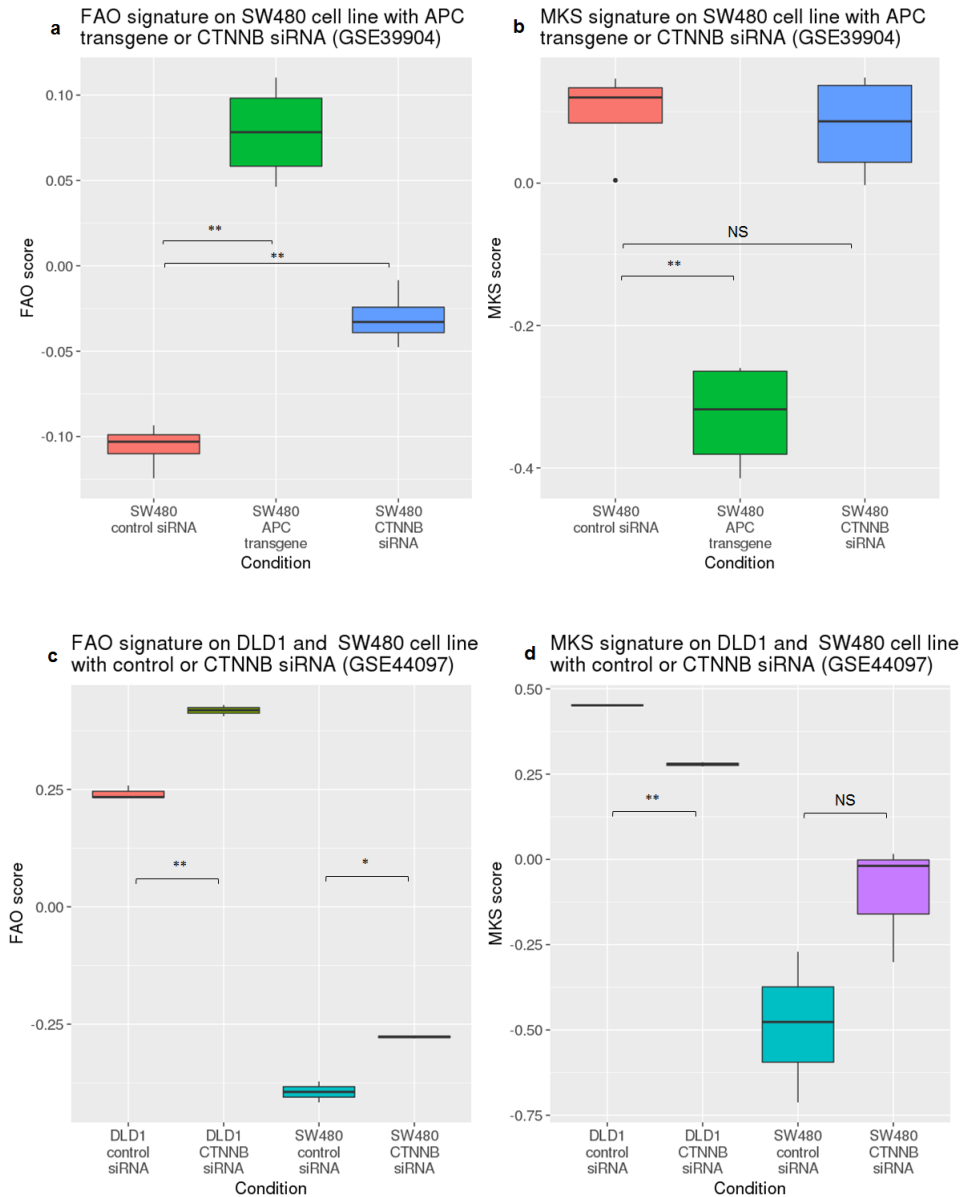 a
FAO signature on SW480 cell line with APC
transgene or CTNNB siRNA (GSE39904)
0.10
0.05
0.00
-0.05
-0.10
FAO score
**
**
SW480
control siRNA
SW480
APC
transgene
SW480
CTNNB
siRNA
Condition
b
MKS signature on SW480 cell line with APC
transgene or CTNNB siRNA (GSE39904)
0.0
-0.2
-0.4
MKS score
NS
**
SW480
control siRNA
SW480
APC
transgene
SW480
CTNNB
siRNA
Condition
c
FAO signature on DLD1 and SW480 cell line
with control or CTNNB siRNA (GSE44097)
0.25
0.00
-0.25
FAO score
**
*
DLD1
control
siRNA
DLD1
CTNNB
siRNA
SW480
control
siRNA
SW480
CTNNB
siRNA
Condition
d
MKS signature on DLD1 and SW480 cell line
with control or CTNNB siRNA (GSE44097)
0.50
0.25
0.00
-0.25
-0.50
-0.75
MKS score
**
NS
DLD1
control
siRNA
DLD1
CTNNB
siRNA
SW480
control
siRNA
SW480
CTNNB
siRNA
Condition